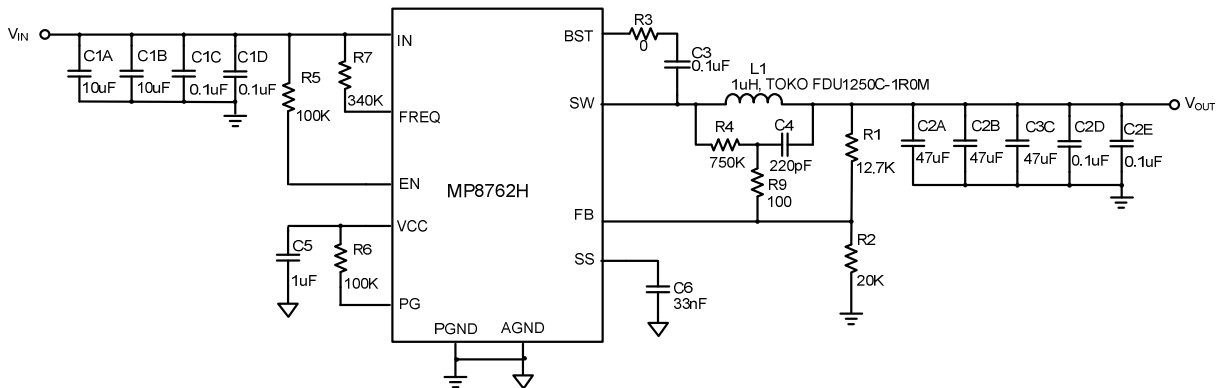 VIN
C1A
10uF
C1B
10uF
C1C
0.1uF
C1D
0.1uF
R5
100K
R7
340K
IN
FREQ
EN
VCC
PG
PGND
AGND
MP8762H
BST
SW
FB
SS
C5
1uF
R6
100K
R3
0
C3
0.1uF
L1
1uH, TOKO FDU1250C-1R0M
R4
750K
C4
220pF
R9
100
R1
12.7K
R2
20K
C6
33nF
C2A
47uF
C2B
47uF
C3C
47uF
C2D
0.1uF
C2E
0.1uF
VOUT